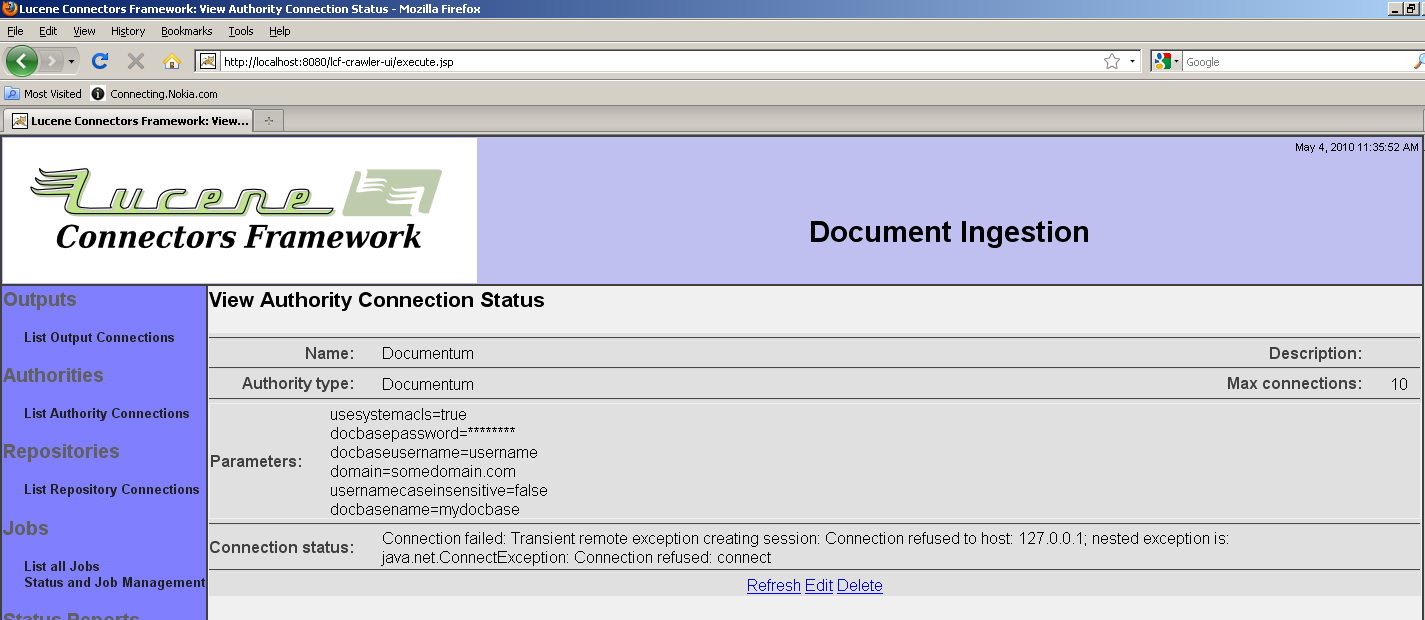 Lucene Connectors Framework: View Authority Connection Status - Mozilla Firefox
File Edit View History Bookmarks Tools Help
http://localhost:8080/lcf-crawler-ui/execute.jsp
Google
Most Visited Connecting.Nokia.com
Lucene Connectors Framework: View...
May 4, 2010 11:35:52 AM
Lucene
Connectors Framework
Document Ingestion
Outputs
List Output Connections
Authorities
List Authority Connections
Repositories
List Repository Connections
Jobs
List all Jobs
Status and Job Management
Status Reports
View Authority Connection Status
Name: Documentum Description:
Authority type: Documentum Max connections: 10
Parameters:
usesystemacls=true
docbasepassword=********
docbaseusername=username
domain=somedomain.com
usernamecaseinsensitive=false
docbasename=mydocbase
Connection status:
Connection failed: Transient remote exception creating session: Connection refused to host: 127.0.0.1; nested exception is:
java.net.ConnectException: Connection refused: connect
Refresh Edit Delete